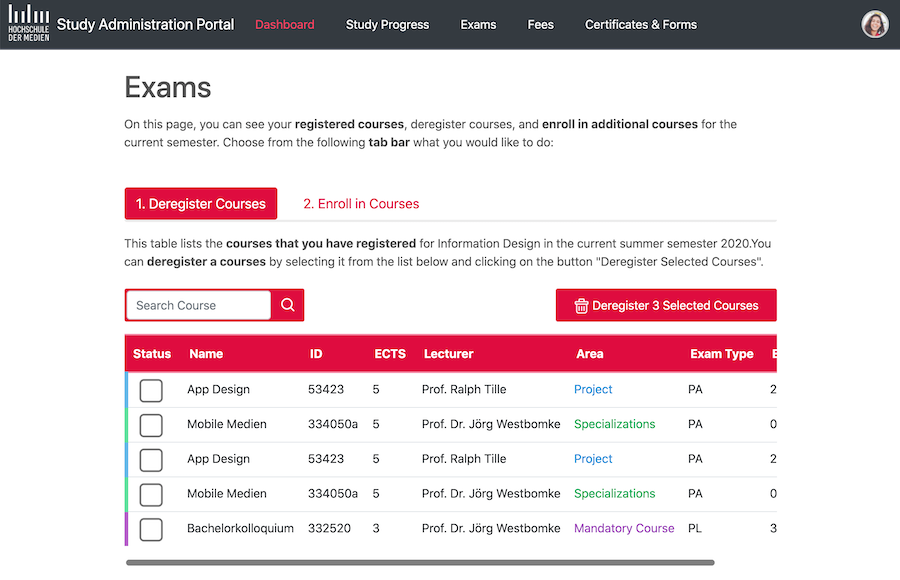 HOCHSCHULE
DER MEDIEN
Study Administration Portal Dashboard Study Progress Exams Fees Certificates & Forms
Exams
On this page, you can see your registered courses, deregister courses, and enroll in additional courses for the
current semester. Choose from the following tab bar what you would like to do:
1. Deregister Courses 2. Enroll in Courses
This table lists the courses that you have registered for Information Design in the current summer semester 2020.You
can deregister a courses by selecting it from the list below and clicking on the button "Deregister Selected Courses".
Search Course Deregister 3 Selected Courses
Status Name ID ECTS Lecturer Area Exam Type E
App Design 53423 5 Prof. Ralph Tille Project PA 2
Mobile Medien 334050a 5 Prof. Dr. Jörg Westbomke Specializations PA 0
App Design 53423 5 Prof. Ralph Tille Project PA 2
Mobile Medien 334050a 5 Prof. Dr. Jörg Westbomke Specializations PA 0
Bachelorkolloquium 332520 3 Prof. Dr. Jörg Westbomke Mandatory Course PL 3